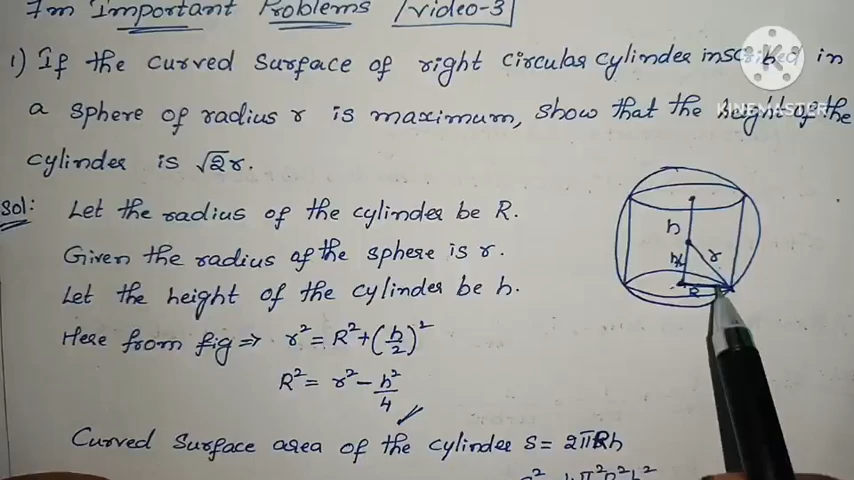 7m Important Problems /video-3
1) If the curved surface of right circular cylinder inscribed in
a sphere of radius r is maximum, show that the height of the
cylinder is √2r.
Sol: Let the radius of the cylinder be R.
Given the radius of the sphere is r.
Let the height of the cylinder be h.
Here from fig ⇒ r² = R² + (h/2)²
R² = r² - h²/4
Curved surface area of the cylinder S = 2πRh
K
KINEMASTER
h
r
R